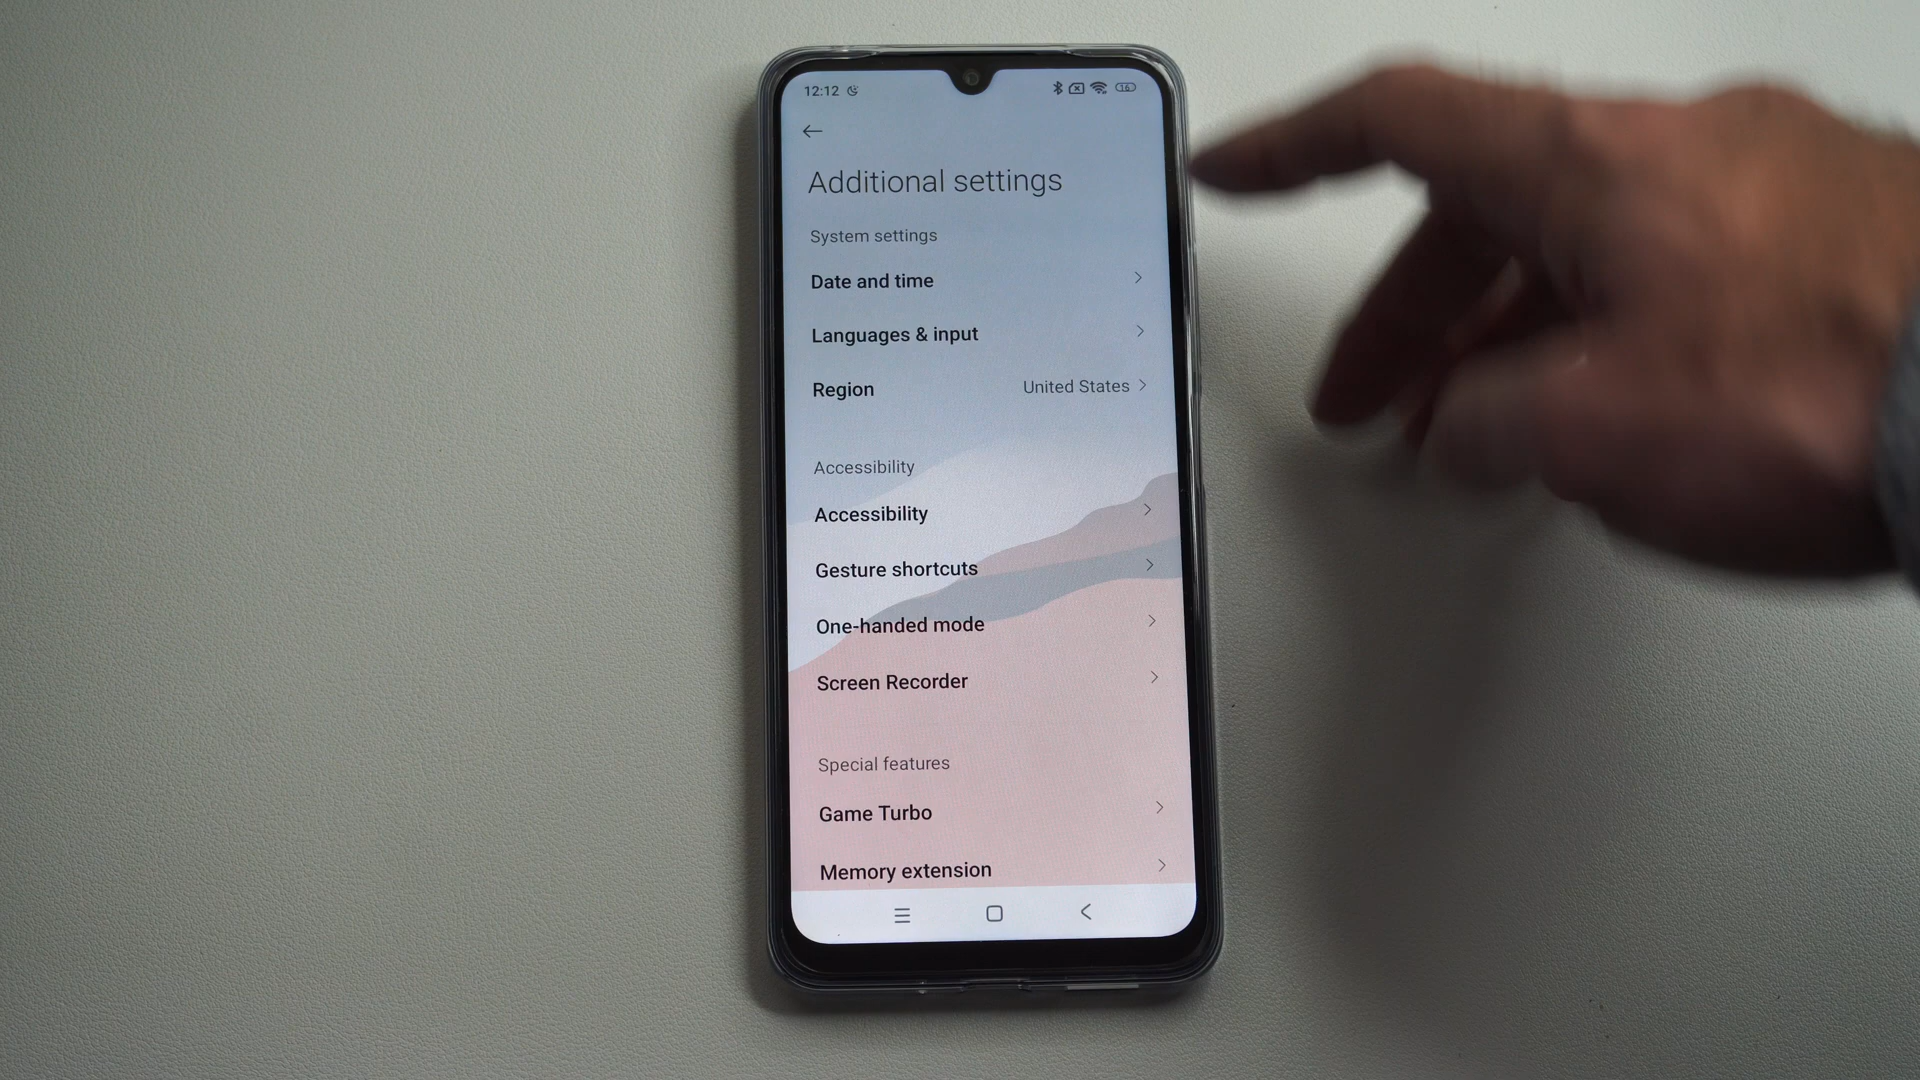 12:12
16
Additional settings
System settings
Date and time
Languages & input
Region United States
Accessibility
Accessibility
Gesture shortcuts
One-handed mode
Screen Recorder
Special features
Game Turbo
Memory extension